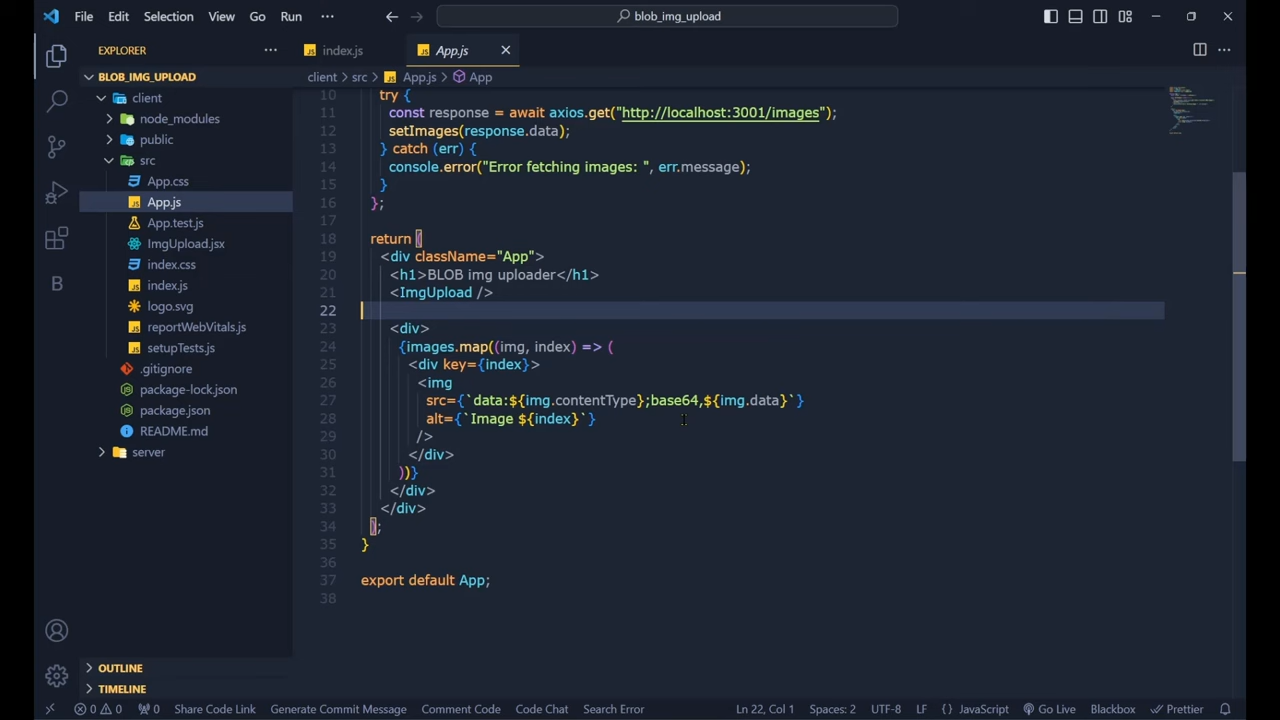 File Edit Selection View Go Run ··· blob_img_upload
EXPLORER ···
index.js App.js
BLOB_IMG_UPLOAD
client
node_modules
public
src
App.css
App.js
App.test.js
ImgUpload.jsx
index.css
index.js
logo.svg
reportWebVitals.js
setupTests.js
.gitignore
package-lock.json
package.json
README.md
server
OUTLINE
TIMELINE
client > src > App.js > App
10 try {
11 const response = await axios.get("http://localhost:3001/images");
12 setImages(response.data);
13 } catch (err) {
14 console.error("Error fetching images: ", err.message);
15 }
16 };
17
18 return (
19 <div className="App">
20 <h1>BLOB img uploader</h1>
21 <ImgUpload />
22
23 <div>
24 {images.map((img, index) => (
25 <div key={index}>
26 <img
27 src={`data:${img.contentType};base64,${img.data}`}
28 alt={`Image ${index}`}
29 />
30 </div>
31 ))}
32 </div>
33 </div>
34 );
35 }
36
37 export default App;
38
0 0 0 Share Code Link Generate Commit Message Comment Code Chat Search Error Ln 22, Col 1 Spaces: 2 UTF-8 LF {} JavaScript Go Live Blackbox Prettier